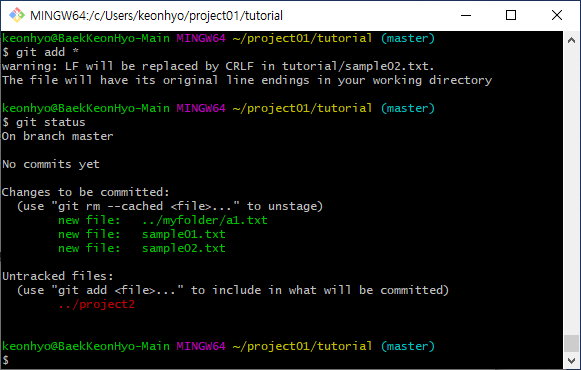 MINGW64:/c/Users/keonhyo/project01/tutorial
keonhyo@BaekKeonHyo-Main MINGW64 ~/project01/tutorial (master)
$ git add *
warning: LF will be replaced by CRLF in tutorial/sample02.txt.
The file will have its original line endings in your working directory
keonhyo@BaekKeonHyo-Main MINGW64 ~/project01/tutorial (master)
$ git status
On branch master
No commits yet
Changes to be committed:
(use "git rm --cached <file>..." to unstage)
new file: ../myfolder/a1.txt
new file: sample01.txt
new file: sample02.txt
Untracked files:
(use "git add <file>..." to include in what will be committed)
../project2
keonhyo@BaekKeonHyo-Main MINGW64 ~/project01/tutorial (master)
$